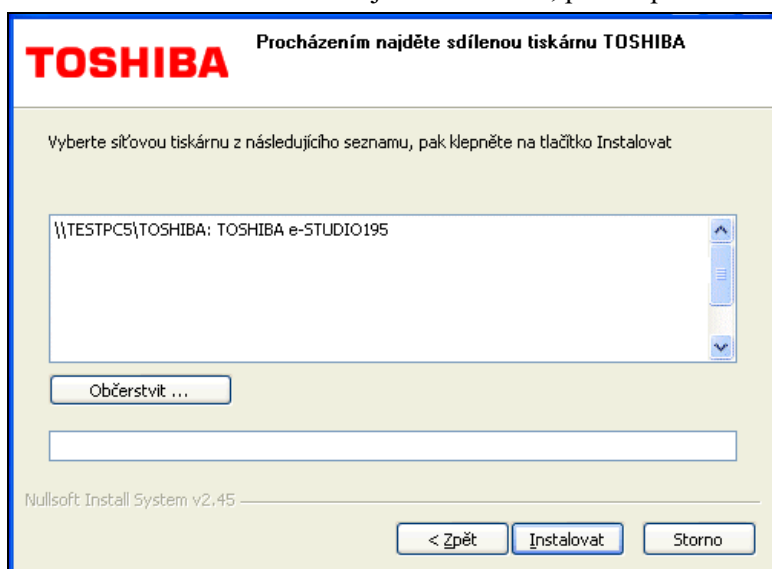 Procházením najděte sdílenou tiskárnu TOSHIBA
TOSHIBA
Vyberte síťovou tiskárnu z následujícího seznamu, pak klepněte na tlačítko Instalovat
\\TESTPC5\TOSHIBA: TOSHIBA e-STUDIO195
Občerstvit ...
Nullsoft Install System v2.45
< Zpět
Instalovat
Storno